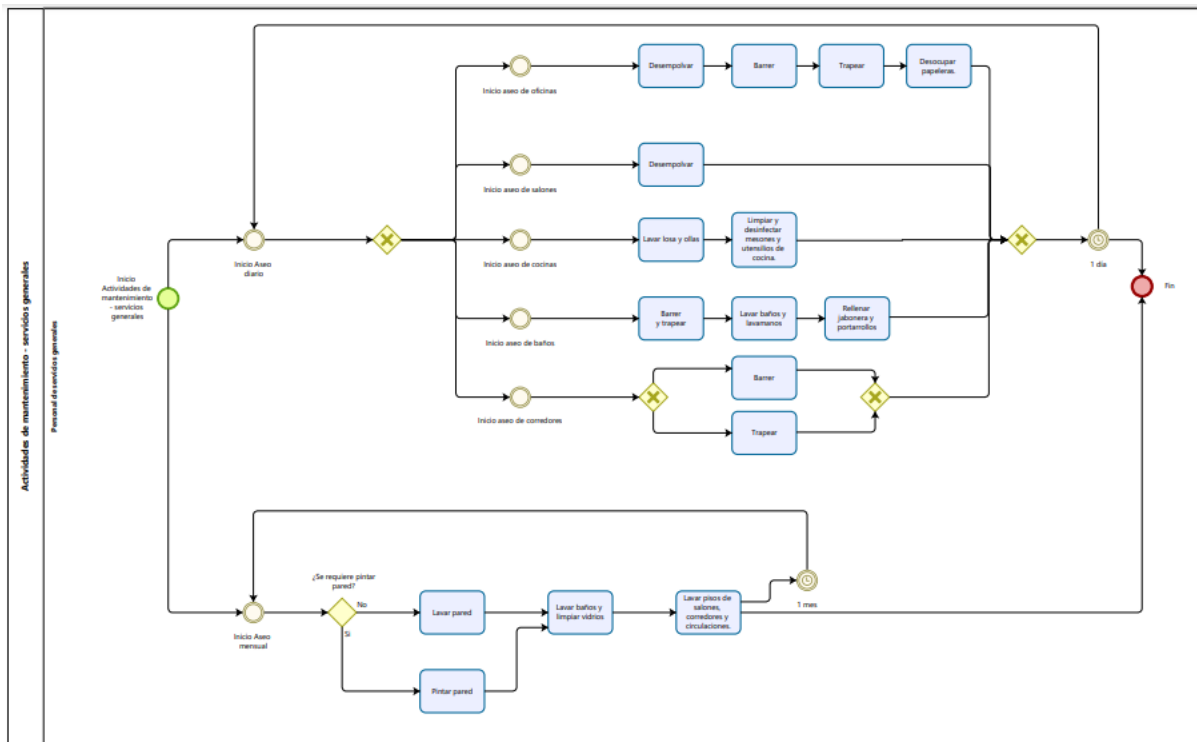 Actividades de mantenimiento - servicios generales
Personal de servicios generales
Inicio
Actividades de
mantenimiento
- servicios
generales
Inicio Aseo
diario
Inicio aseo de oficinas
Desempolvar
Barrer
Trapear
Desocupar
papeleras.
Inicio aseo de salones
Desempolvar
Inicio aseo de cocinas
Lavar losa y ollas
Limpiar y
desinfectar
mesones y
utensilios de
cocina.
Inicio aseo de baños
Barrer
y trapear
Lavar baños y
lavamanos
Rellenar
jabonera y
portarrollos
Inicio aseo de corredores
Barrer
Trapear
1 día
Fin
Inicio Aseo
mensual
¿Se requiere pintar
pared?
No
Si
Lavar pared
Pintar pared
Lavar baños y
limpiar vidrios
Lavar pisos de
salones,
corredores y
circulaciones.
1 mes